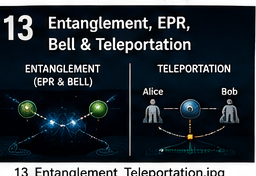 13 Entanglement, EPR,
Bell & Teleportation
ENTANGLEMENT
(EPR & BELL)
TELEPORTATION
Alice
Bob
13_Entanglement_Teleportation.jpg